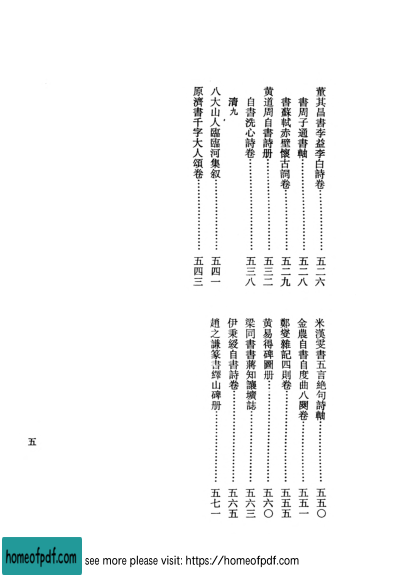 董其昌書李益李白詩卷……………………五二六
書周子通書軸……………………五二八
書蘇軾赤壁懷古詞卷……………………五二九
黄道周自書詩册……………………五三二
自書洗心詩卷……………………五三八
清九
八大山人臨臨河集叙……………………五四一
原濟書千字大人頌卷……………………五四三
米漢雯書五言絶句詩軸……………………五五〇
金農自書自度曲八闋卷……………………五五一
鄭燮雜記四則卷……………………五五五
黄易得碑圖册……………………五六〇
梁同書書蔣知讓壙誌……………………五六三
伊秉綬自書詩卷……………………五六五
趙之謙篆書繹山碑册……………………五七一
五
homeofpdf.com
see more please visit: https://homeofpdf.com